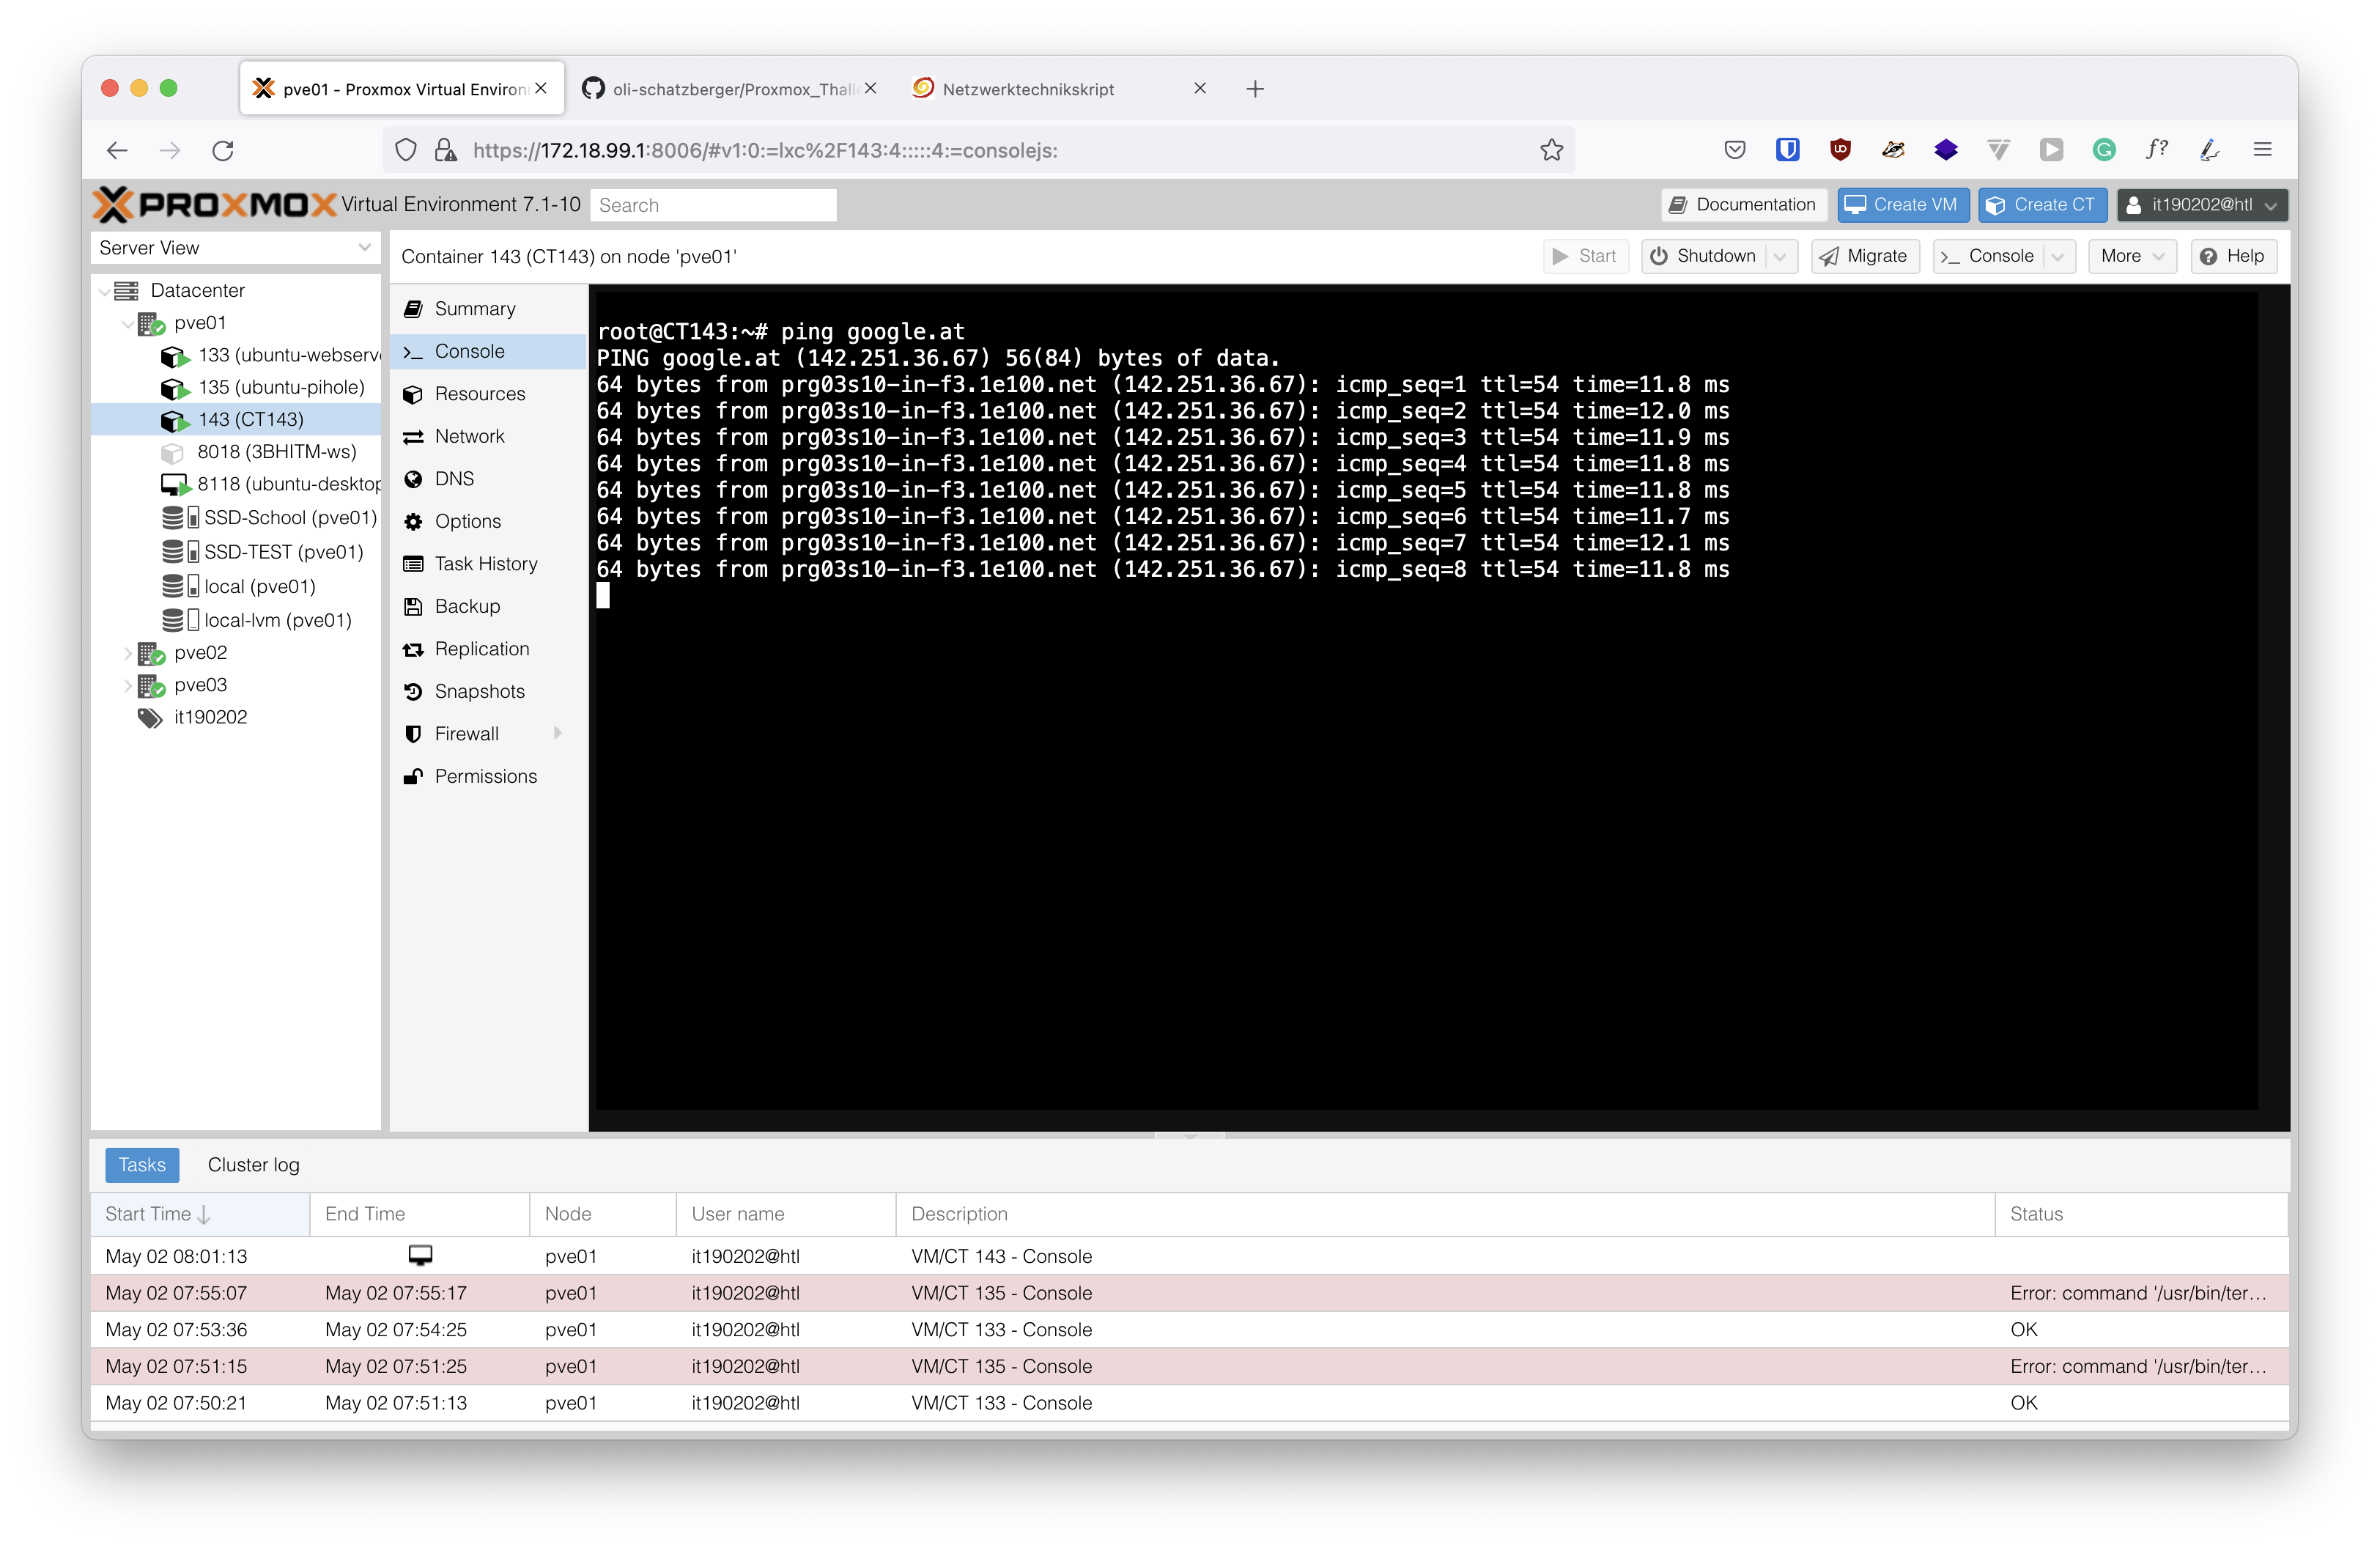 pve01 - Proxmox Virtual Environ
oli-schatzberger/Proxmox_Thall
Netzwerktechnikskript
https://172.18.99.1:8006/#v1:0:=lxc%2F143:4:::::4:=consolejs:
PROXMOX Virtual Environment 7.1-10
Search
Documentation
Create VM
Create CT
it190202@htl
Server View
Container 143 (CT143) on node 'pve01'
Start
Shutdown
Migrate
Console
More
Help
Datacenter
pve01
133 (ubuntu-webserv
135 (ubuntu-pihole)
143 (CT143)
8018 (3BHITM-ws)
8118 (ubuntu-desktop
SSD-School (pve01)
SSD-TEST (pve01)
local (pve01)
local-lvm (pve01)
pve02
pve03
it190202
Summary
Console
Resources
Network
DNS
Options
Task History
Backup
Replication
Snapshots
Firewall
Permissions
root@CT143:~# ping google.at
PING google.at (142.251.36.67) 56(84) bytes of data.
64 bytes from prg03s10-in-f3.1e100.net (142.251.36.67): icmp_seq=1 ttl=54 time=11.8 ms
64 bytes from prg03s10-in-f3.1e100.net (142.251.36.67): icmp_seq=2 ttl=54 time=12.0 ms
64 bytes from prg03s10-in-f3.1e100.net (142.251.36.67): icmp_seq=3 ttl=54 time=11.9 ms
64 bytes from prg03s10-in-f3.1e100.net (142.251.36.67): icmp_seq=4 ttl=54 time=11.8 ms
64 bytes from prg03s10-in-f3.1e100.net (142.251.36.67): icmp_seq=5 ttl=54 time=11.8 ms
64 bytes from prg03s10-in-f3.1e100.net (142.251.36.67): icmp_seq=6 ttl=54 time=11.7 ms
64 bytes from prg03s10-in-f3.1e100.net (142.251.36.67): icmp_seq=7 ttl=54 time=12.1 ms
64 bytes from prg03s10-in-f3.1e100.net (142.251.36.67): icmp_seq=8 ttl=54 time=11.8 ms
Tasks Cluster log
Start Time End Time Node User name Description Status
May 02 08:01:13 pve01 it190202@htl VM/CT 143 - Console
May 02 07:55:07 May 02 07:55:17 pve01 it190202@htl VM/CT 135 - Console Error: command '/usr/bin/ter...
May 02 07:53:36 May 02 07:54:25 pve01 it190202@htl VM/CT 133 - Console OK
May 02 07:51:15 May 02 07:51:25 pve01 it190202@htl VM/CT 135 - Console Error: command '/usr/bin/ter...
May 02 07:50:21 May 02 07:51:13 pve01 it190202@htl VM/CT 133 - Console OK